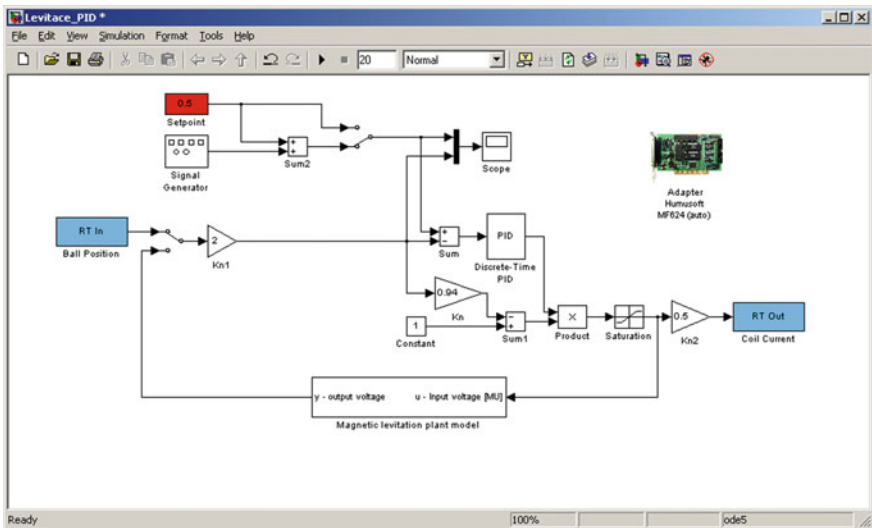 Levitace_PID *
File Edit View Simulation Format Tools Help
20 Normal
0.5
Setpoint
Signal
Generator
+
+
Sum2
Scope
Adapter
Humusoft
MF624 (auto)
RT In
Ball Position
2
Kn1
+
−
Sum
PID
Discrete-Time
PID
0.94
Kn
1
Constant
−
+
Sum1
×
Product
Saturation
0.5
Kn2
RT Out
Coil Current
y - output voltage u - Input voltage [MU]
Magnetic levitation plant model
Ready 100% ode5